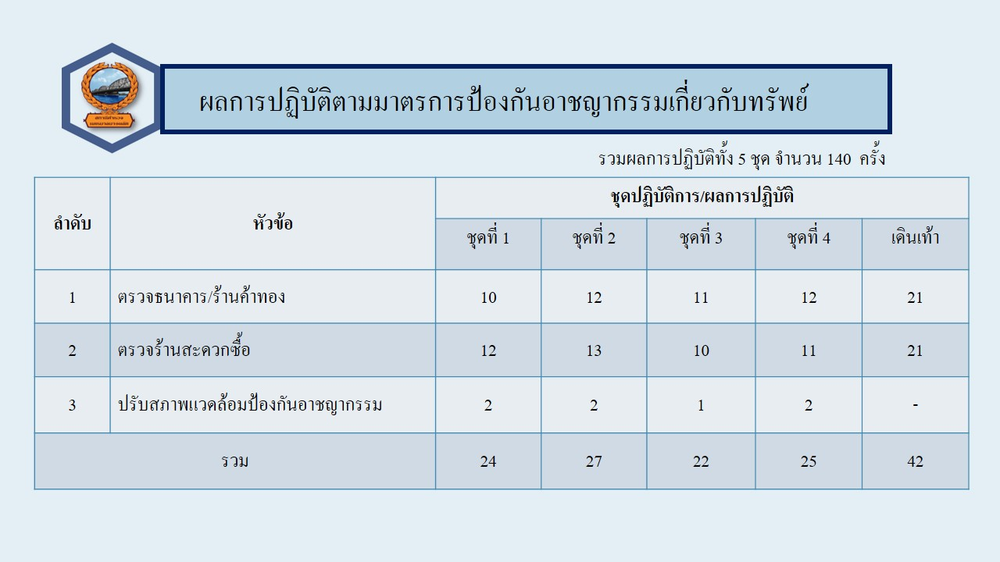 ผลการปฏิบัติตามมาตรการป้องกันอาชญากรรมเกี่ยวกับทรัพย์
รวมผลการปฏิบัติทั้ง 5 ชุด จำนวน 140 ครั้ง
ลำดับ หัวข้อ ชุดปฏิบัติการ/ผลการปฏิบัติ
ชุดที่ 1 ชุดที่ 2 ชุดที่ 3 ชุดที่ 4 เดินเท้า
1 ตรวจธนาคาร/ร้านค้าทอง 10 12 11 12 21
2 ตรวจร้านสะดวกซื้อ 12 13 10 11 21
3 ปรับสภาพแวดล้อมป้องกันอาชญากรรม 2 2 1 2 -
รวม 24 27 22 25 42